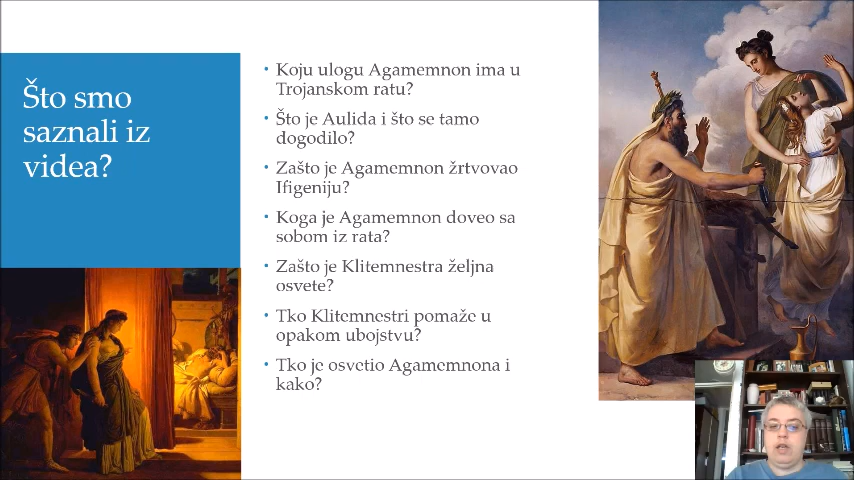 Što smo
saznali iz
videa?
• Koju ulogu Agamemnon ima u
Trojanskom ratu?
• Što je Aulida i što se tamo
dogodilo?
• Zašto je Agamemnon žrtvovao
Ifigeniju?
• Koga je Agamemnon doveo sa
sobom iz rata?
• Zašto je Klitemnestra željna
osvete?
• Tko Klitemnestri pomaže u
opakom ubojstvu?
• Tko je osvetio Agamemnona i
kako?